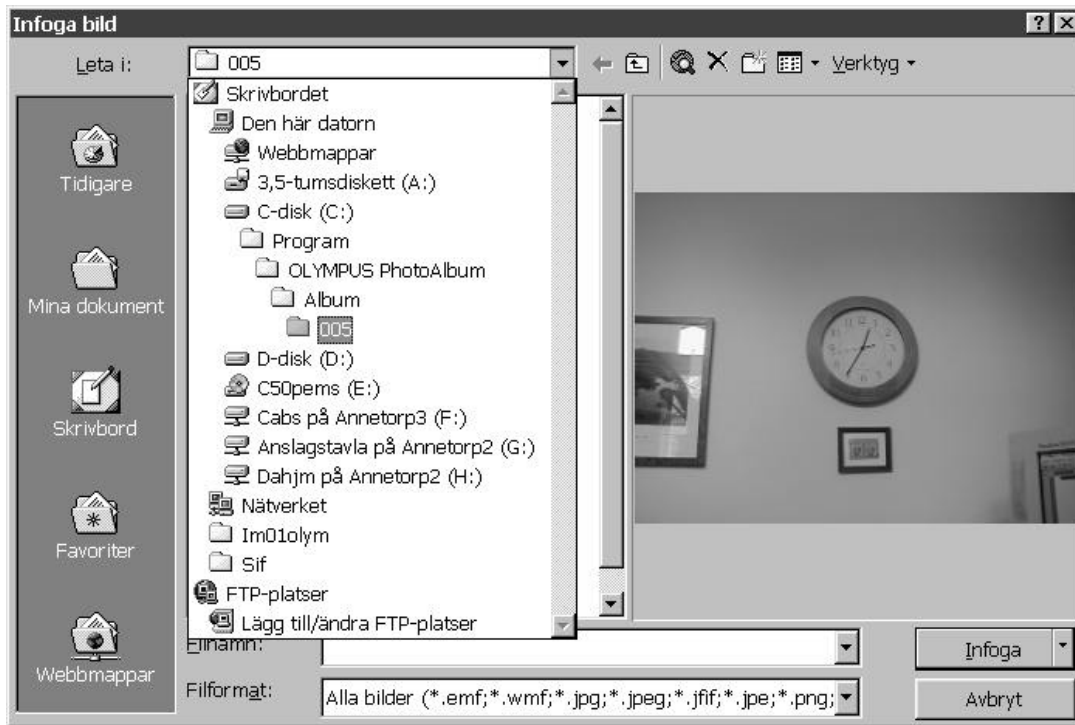 Infoga bild
Leta i:
005
Verktyg
Tidigare
Mina dokument
Skrivbord
Favoriter
Webbmappar
Skrivbordet
Den här datorn
Webbmappar
3,5-tumsdiskett (A:)
C-disk (C:)
Program
OLYMPUS PhotoAlbum
Album
005
D-disk (D:)
C50pems (E:)
Cabs på Annetorp3 (F:)
Anslagstavla på Annetorp2 (G:)
Dahjm på Annetorp2 (H:)
Nätverket
Im01olym
Sif
FTP-platser
Lägg till/ändra FTP-platser
Filnamn:
Infoga
Filformat:
Alla bilder (*.emf;*.wmf;*.jpg;*.jpeg;*.jfif;*.jpe;*.png;
Avbryt